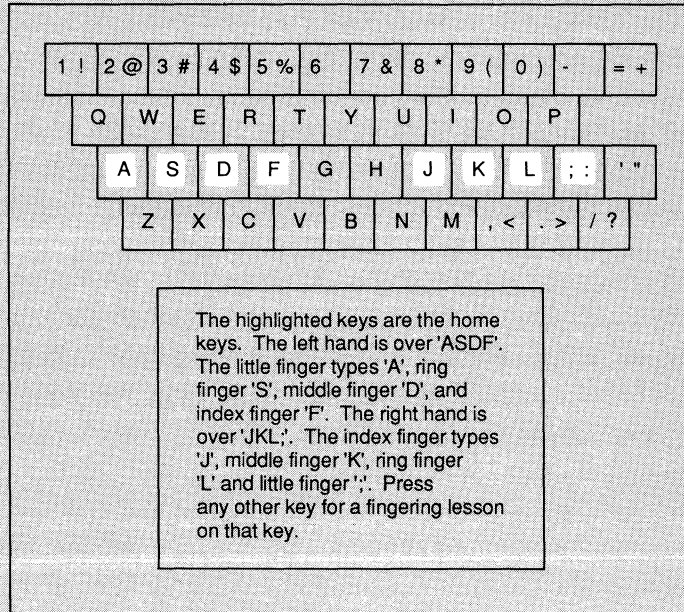 1 ! 2 @ 3 # 4 $ 5 % 6 7 & 8 * 9 ( 0 ) - = +
Q W E R T Y U I O P
A S D F G H J K L ; : ' "
Z X C V B N M , < . > / ?
The highlighted keys are the home
keys. The left hand is over 'ASDF'.
The little finger types 'A', ring
finger 'S', middle finger 'D', and
index finger 'F'. The right hand is
over 'JKL;'. The index finger types
'J', middle finger 'K', ring finger
'L' and little finger ';'. Press
any other key for a fingering lesson
on that key.